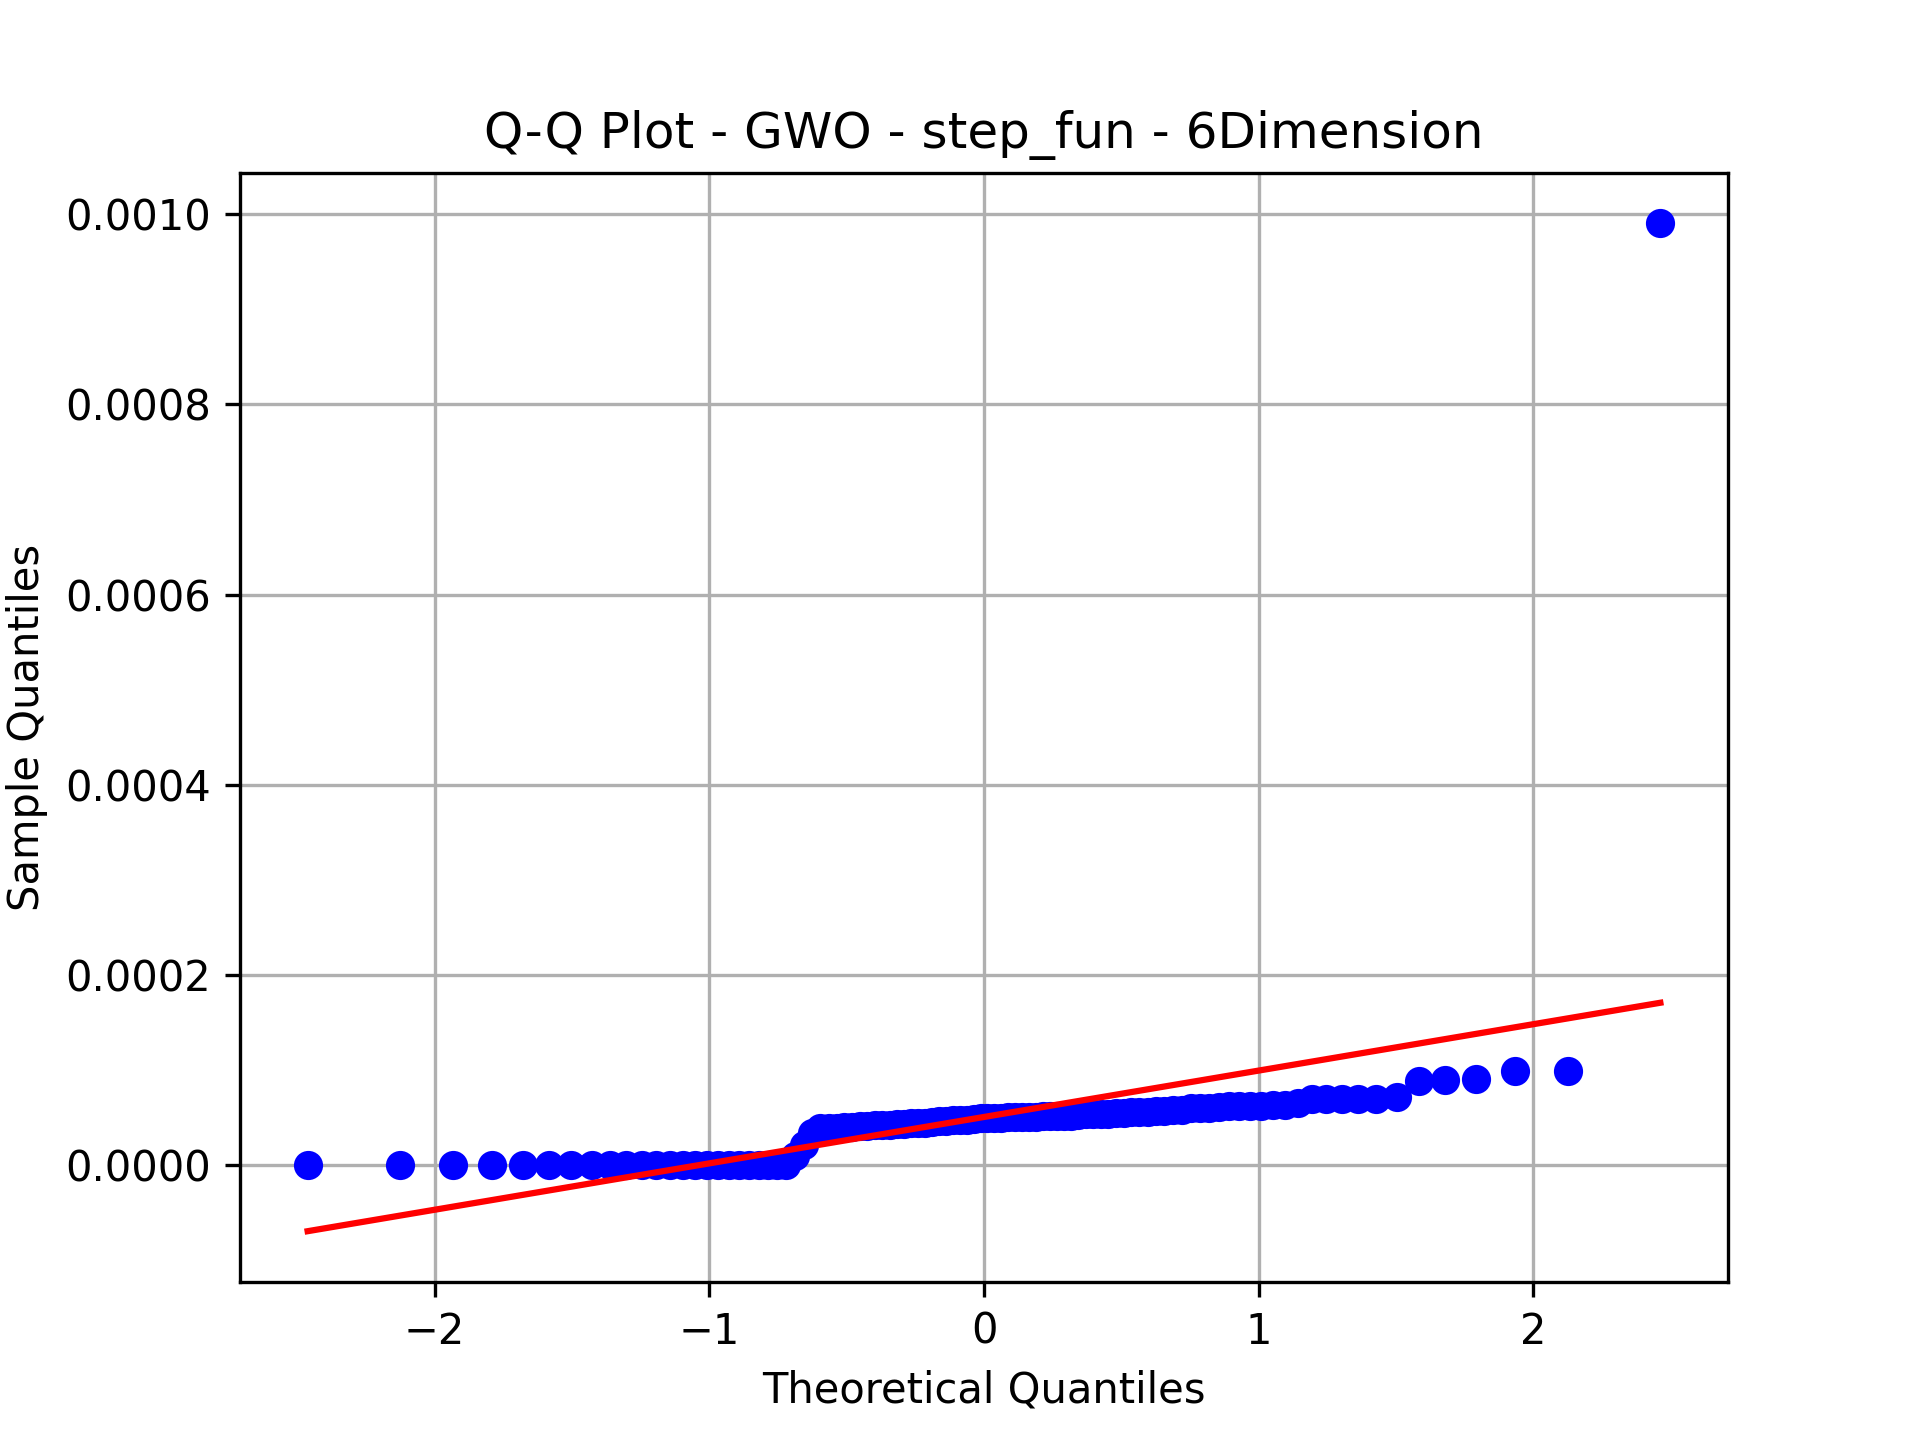 Q-Q Plot - GWO - step_fun - 6Dimension
0.0010
0.0008
0.0006
0.0004
0.0002
0.0000
Sample Quantiles
−2 −1 0 1 2
Theoretical Quantiles